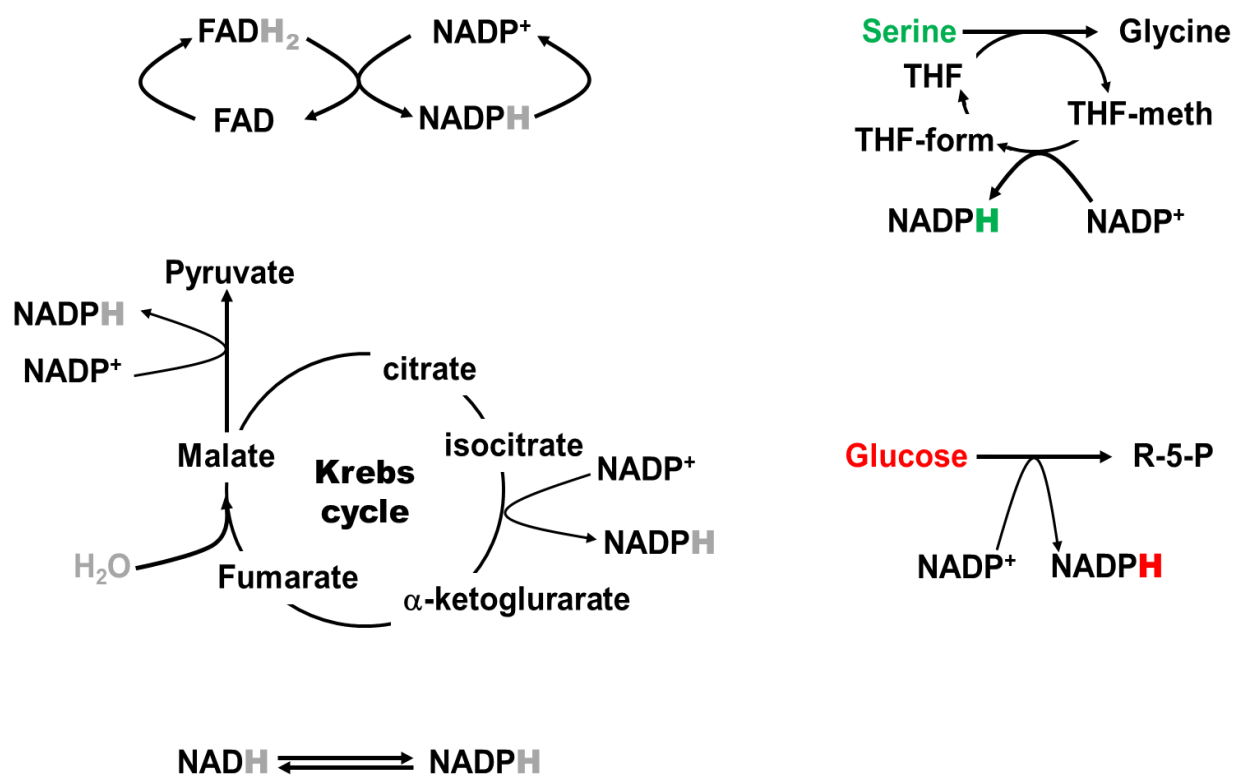 FADH₂ NADP⁺
FAD NADPH
Serine Glycine
THF
THF-meth
THF-form
NADPH NADP⁺
Pyruvate
NADPH
NADP⁺
citrate
isocitrate
Malate
Krebs
cycle
NADP⁺
NADPH
H₂O
Fumarate
α-ketoglurarate
Glucose R-5-P
NADP⁺ NADPH
NADH NADPH